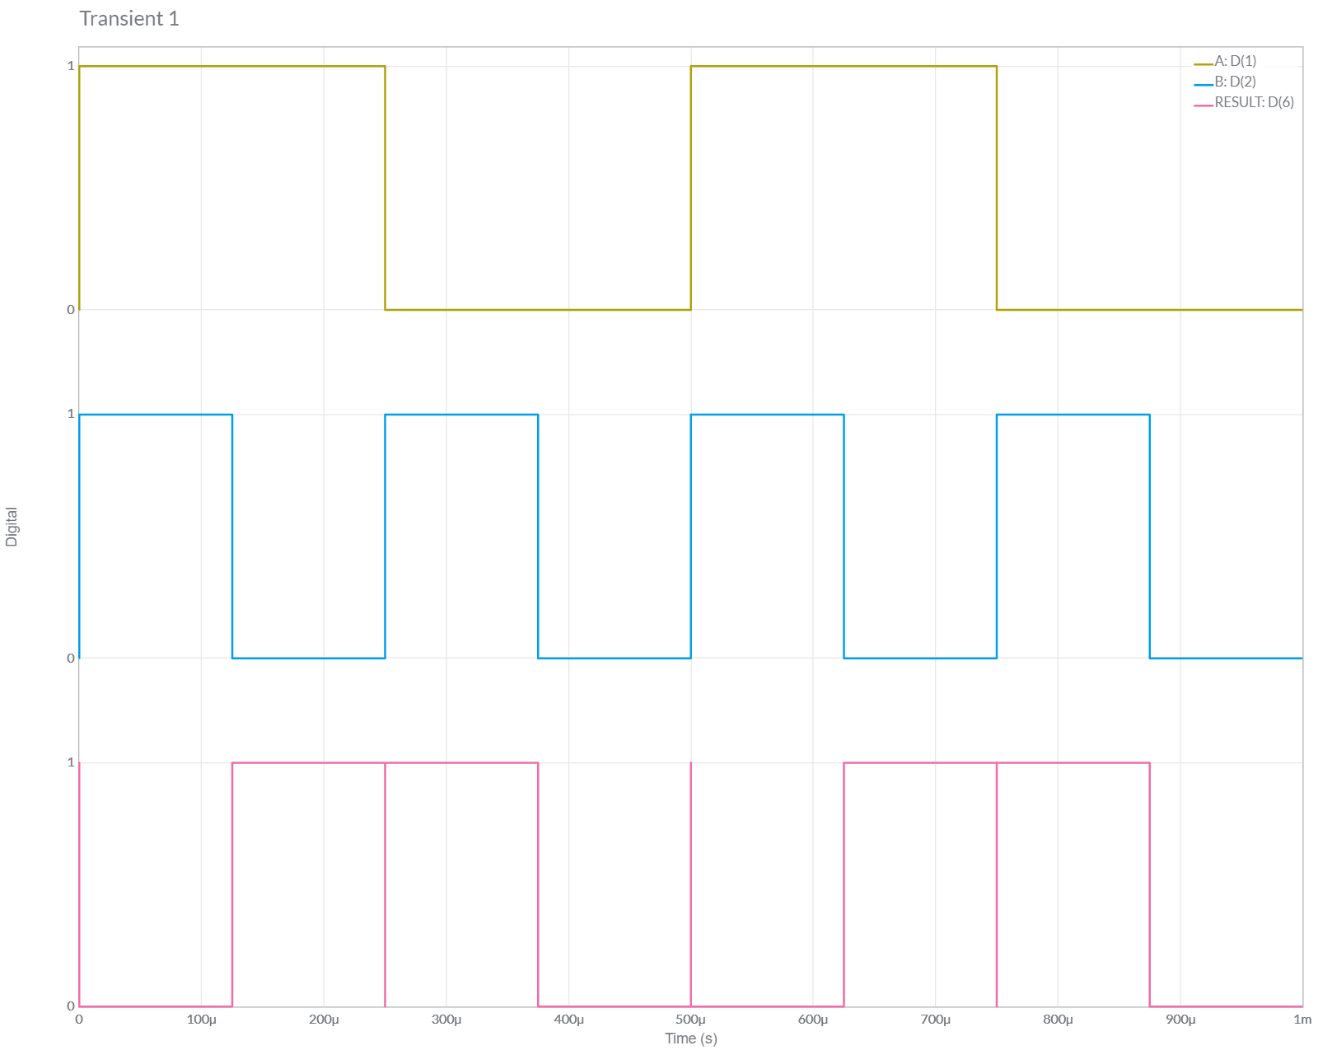 Transient 1
A: D(1)
B: D(2)
RESULT: D(6)
1
0
1
0
1
0
Digital
0 100µ 200µ 300µ 400µ 500µ 600µ 700µ 800µ 900µ 1m
Time (s)